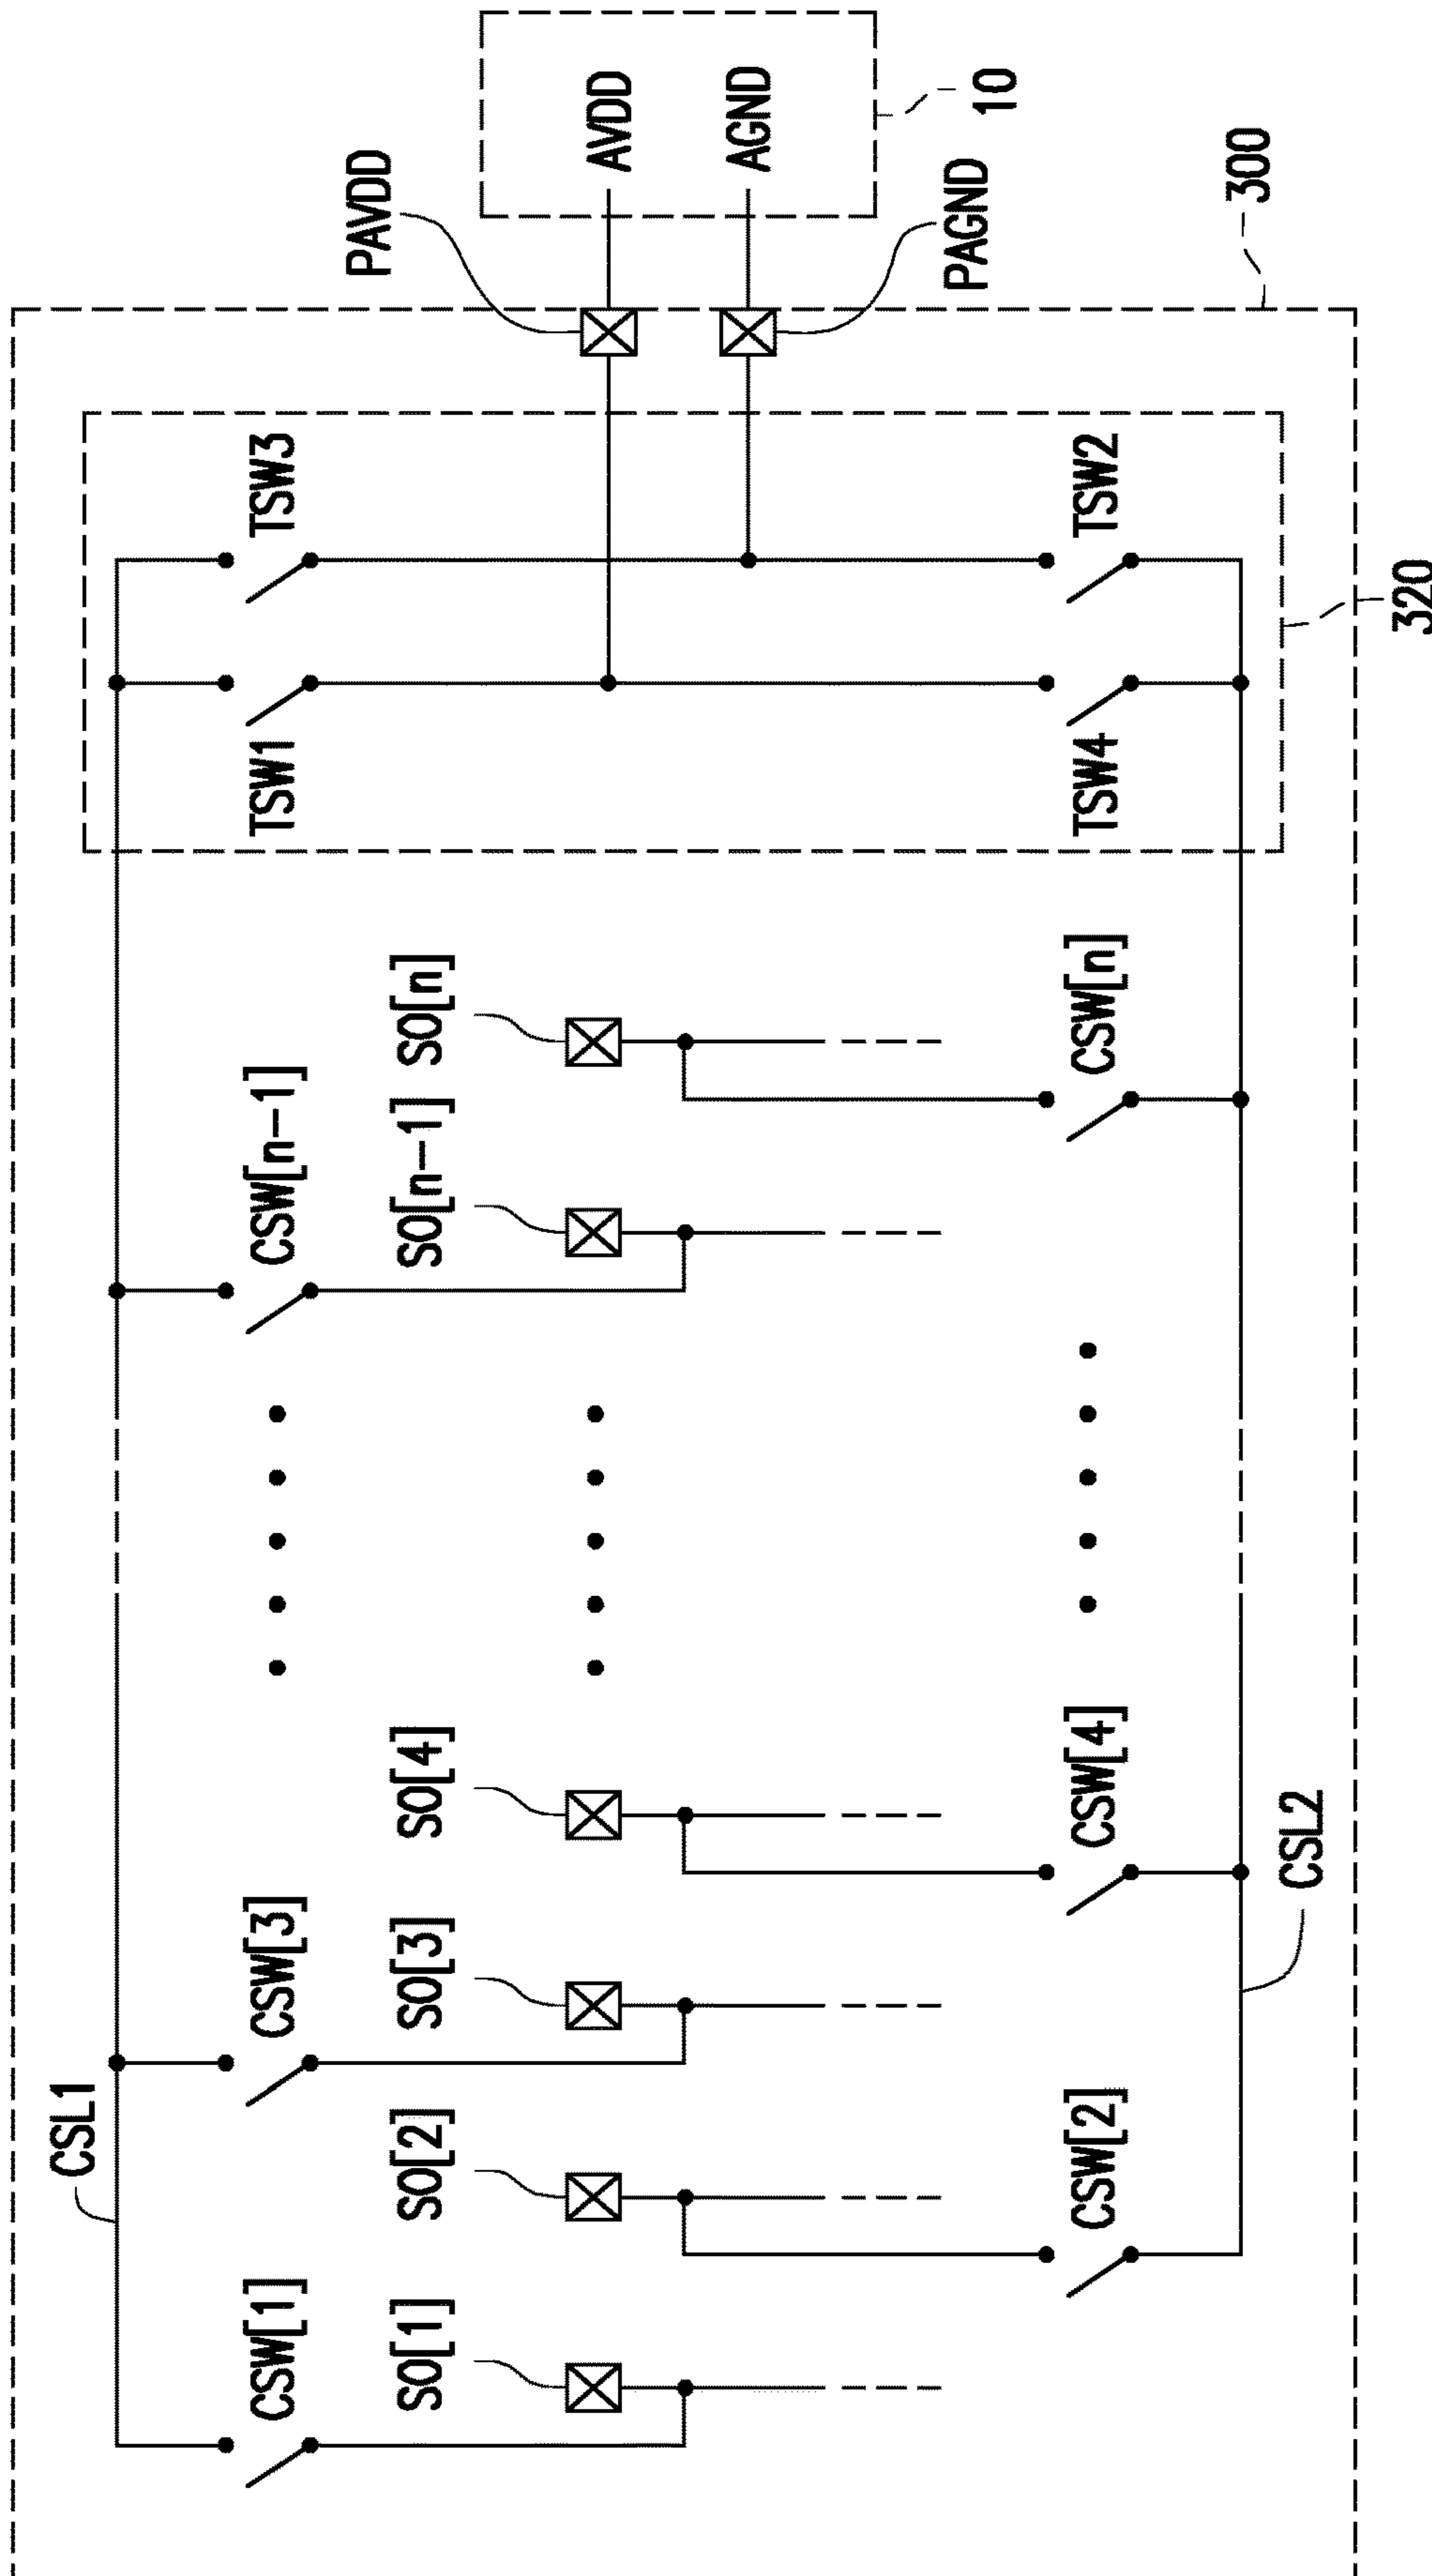 CSL1
CSW[1]
CSW[3]
CSW[n-1]
TSW1
TSW3
SO[1]
SO[2]
SO[3]
SO[4]
SO[n-1]
SO[n]
PAVDD
AVDD
AGND
PAGND
10
CSW[2]
CSW[4]
CSW[n]
TSW4
TSW2
CSL2
300
320